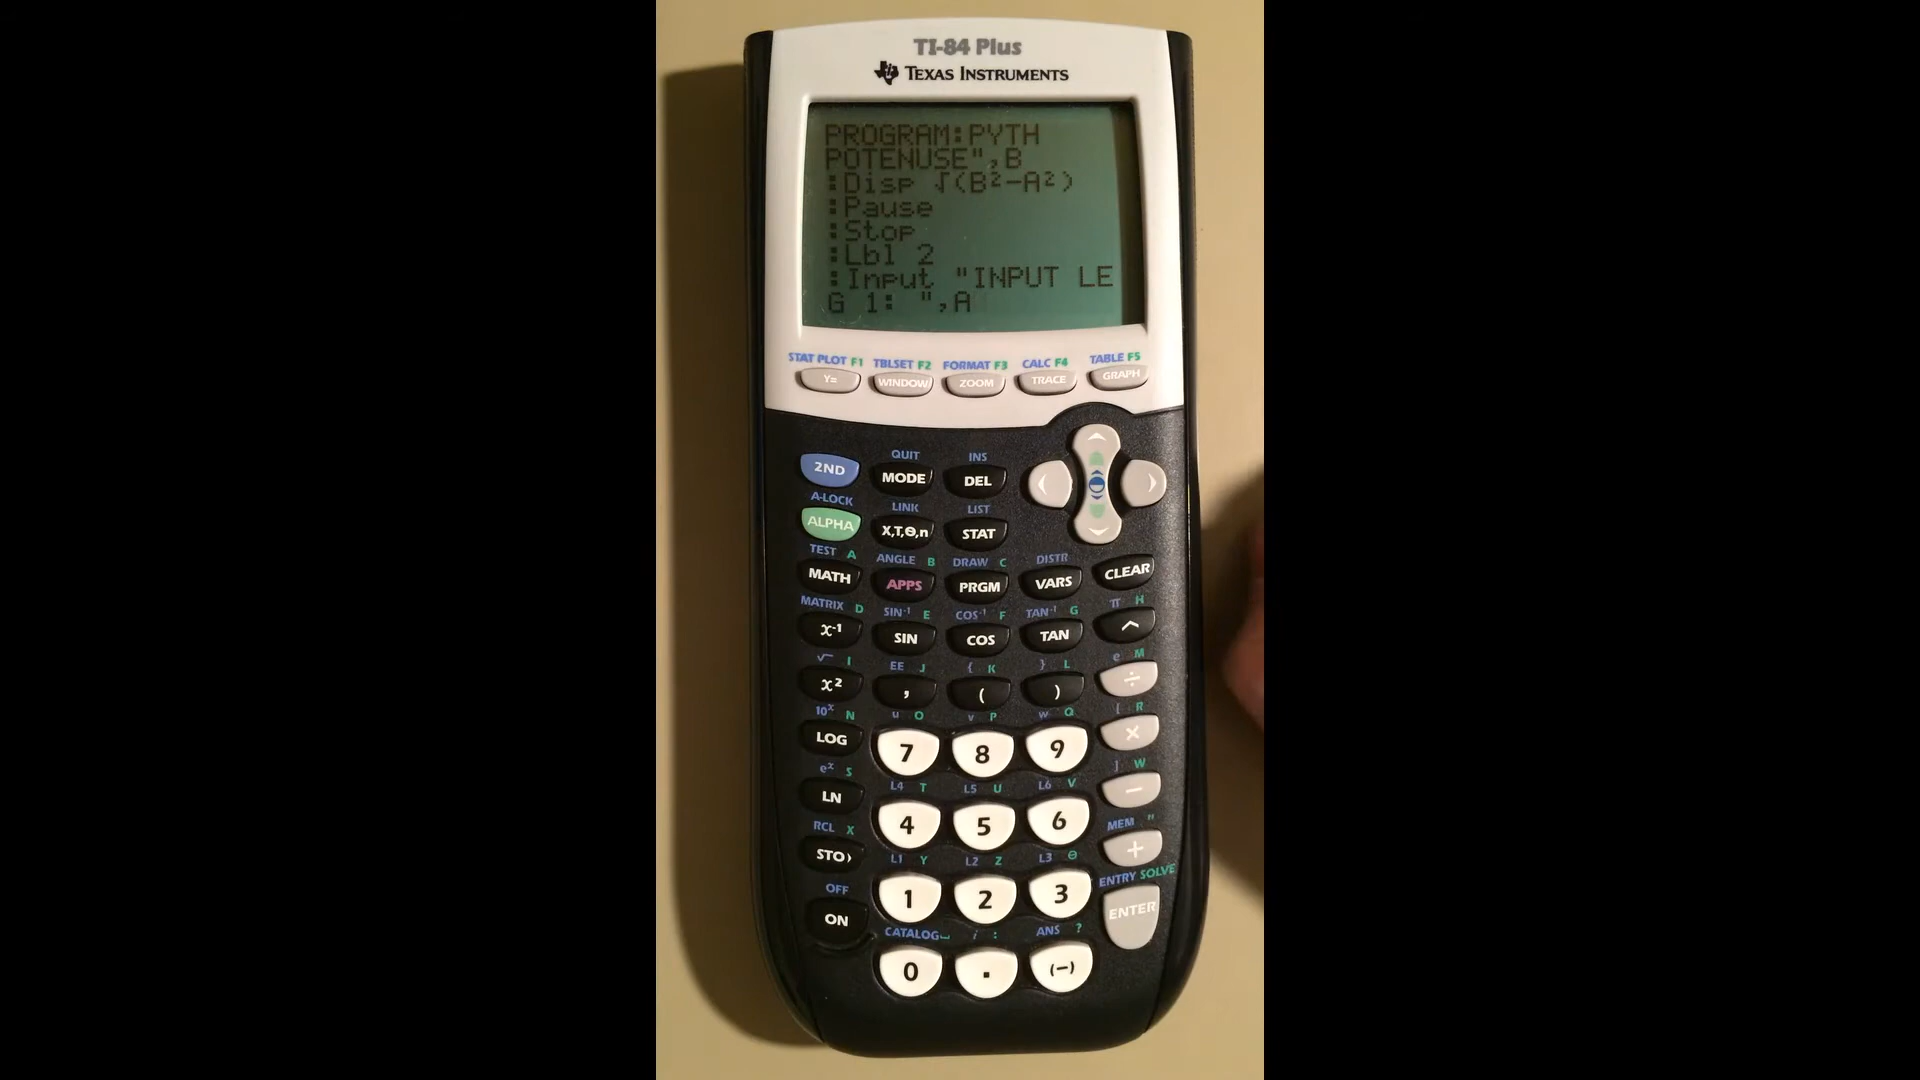 TI-84 Plus
TEXAS INSTRUMENTS
PROGRAM:PYTH
POTENUSE",B
:Disp √(B²-A²)
:Pause
:Stop
:Lbl 2
:Input "INPUT LE
G 1: ",A
STAT PLOT F1 TBLSET F2 FORMAT F3 CALC F4 TABLE F5
Y= WINDOW ZOOM TRACE GRAPH
QUIT INS
2ND MODE DEL
A-LOCK LINK LIST
ALPHA X,T,Θ,n STAT
TEST A ANGLE B DRAW C DISTR
MATH APPS PRGM VARS CLEAR
MATRIX D SIN⁻¹ E COS⁻¹ F TAN⁻¹ G π H
x⁻¹ SIN COS TAN ^
√ I EE J { K } L e M
x² , ( ) ÷
10ˣ N u O v P w Q [ R
LOG 7 8 9 ×
eˣ S L4 T L5 U L6 V ] W
LN 4 5 6 −
RCL X L1 Y L2 Z L3 Θ MEM "
STO› 1 2 3 +
OFF CATALOG ⎵ i : ANS ? ENTRY SOLVE
ON 0 . (−) ENTER